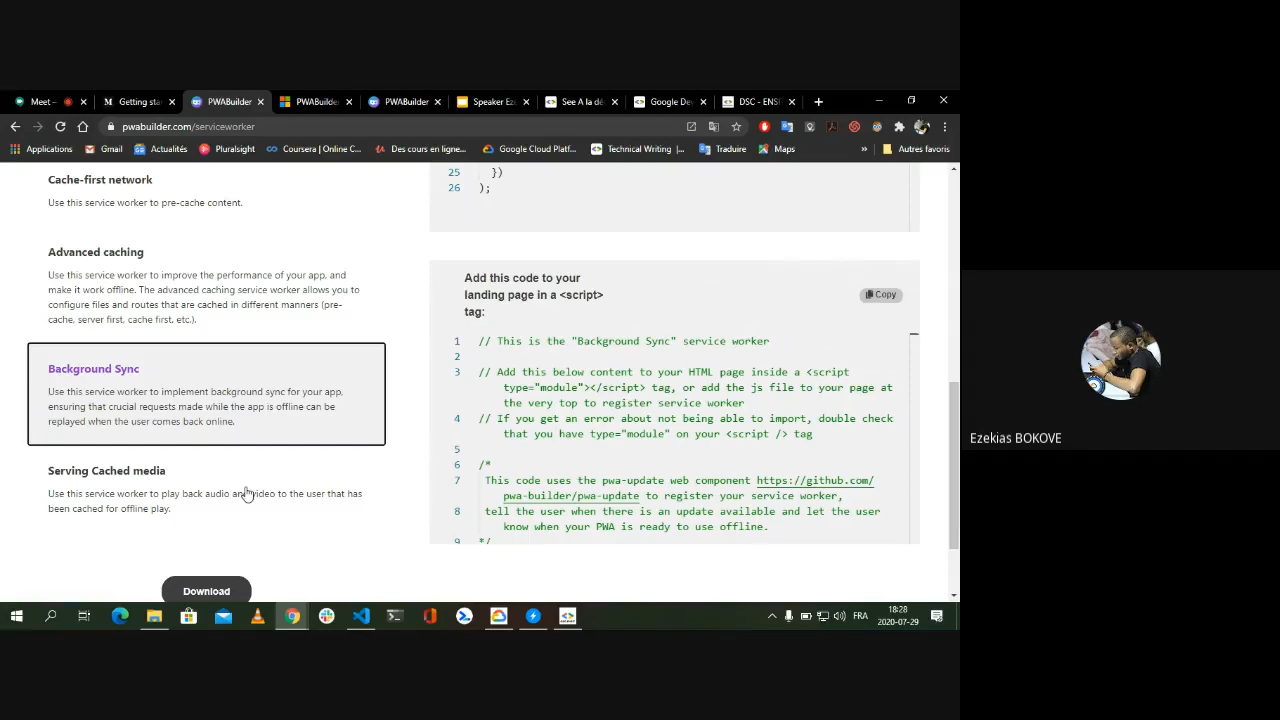 Meet –
Getting sta
PWABuilder
PWABuilde
PWABuilder
Speaker Eze
See A la dé
Google De
DSC - ENSI
pwabuilder.com/serviceworker
Applications
Gmail
Actualités
Pluralsight
Coursera | Online C...
Des cours en ligne...
Google Cloud Platf...
Technical Writing |...
Traduire
Maps
»
Autres favoris
Cache-first network
Use this service worker to pre-cache content.
Advanced caching
Use this service worker to improve the performance of your app, and
make it work offline. The advanced caching service worker allows you to
configure files and routes that are cached in different manners (pre-
cache, server first, cache first, etc.).
Background Sync
Use this service worker to implement background sync for your app,
ensuring that crucial requests made while the app is offline can be
replayed when the user comes back online.
Serving Cached media
Use this service worker to play back audio and video to the user that has
been cached for offline play.
Download
25 })
26 );
Add this code to your
landing page in a <script>
tag:
Copy
1 // This is the "Background Sync" service worker
2
3 // Add this below content to your HTML page inside a <script
type="module"></script> tag, or add the js file to your page at
the very top to register service worker
4 // If you get an error about not being able to import, double check
that you have type="module" on your <script /> tag
5
6 /*
7 This code uses the pwa-update web component https://github.com/
pwa-builder/pwa-update to register your service worker,
8 tell the user when there is an update available and let the user
know when your PWA is ready to use offline.
9 */
Ezekias BOKOVE
FRA
18:28
2020-07-29